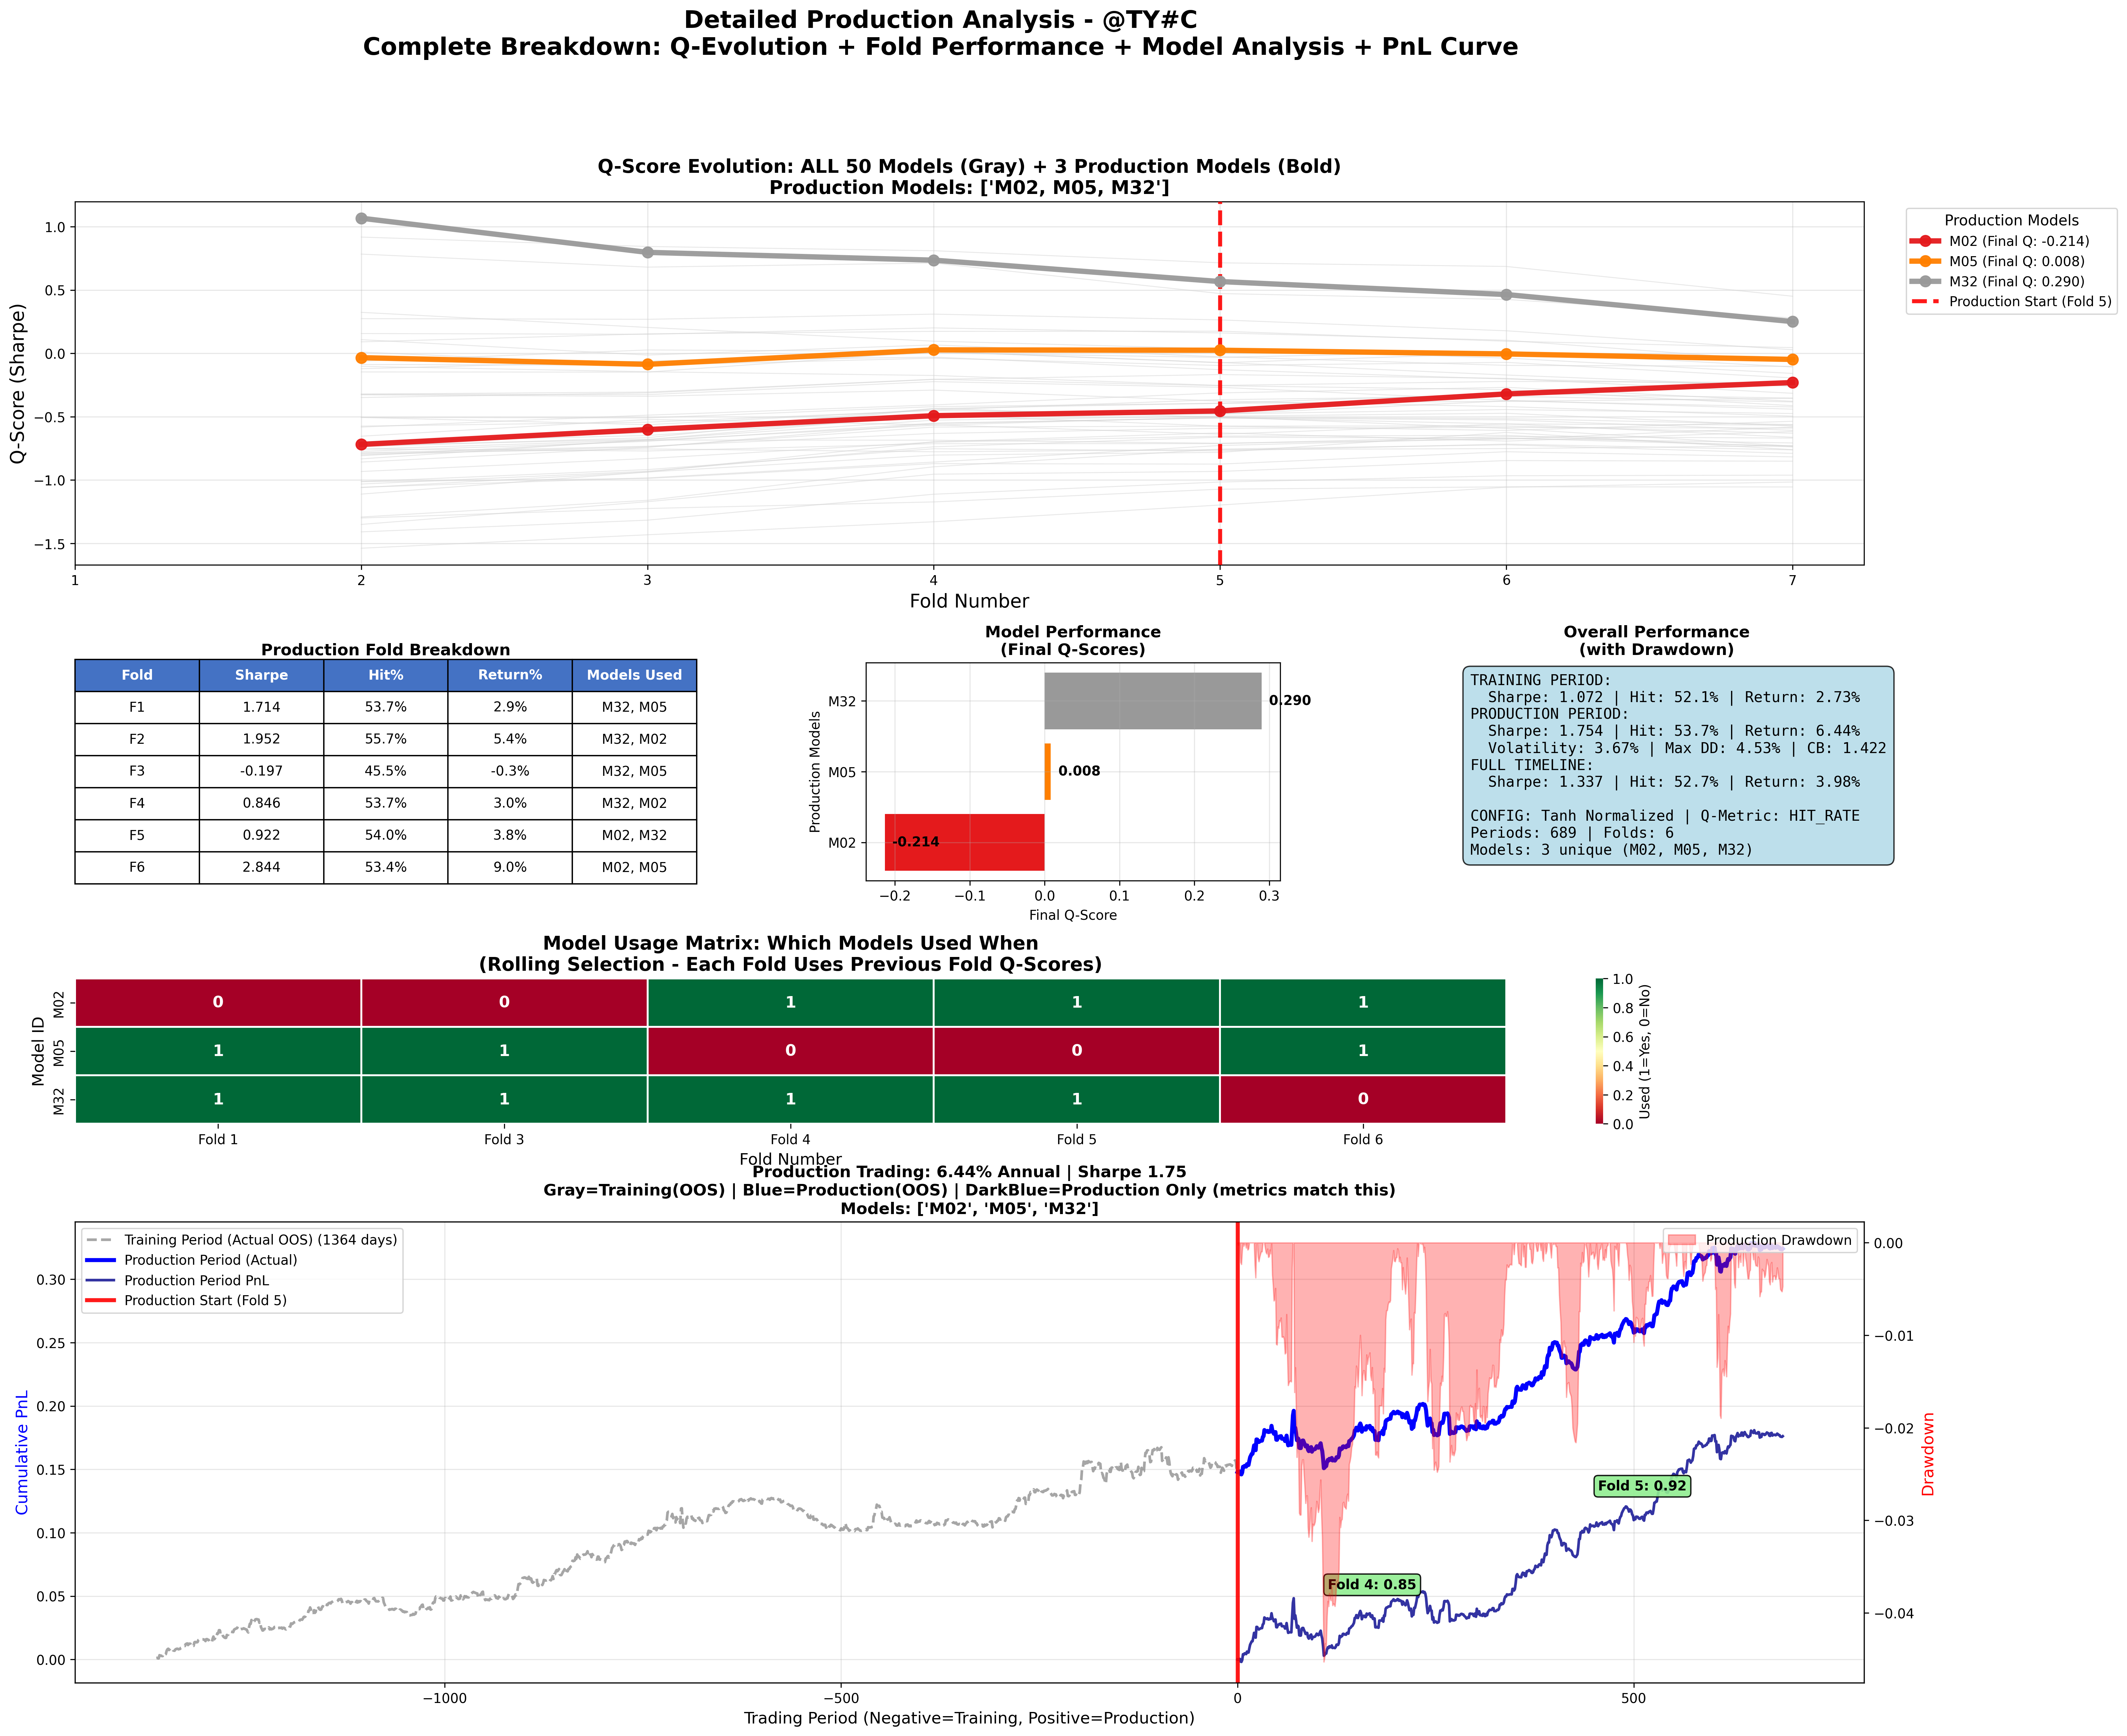 Detailed Production Analysis - @TY#C
Complete Breakdown: Q-Evolution + Fold Performance + Model Analysis + PnL Curve
Q-Score Evolution: ALL 50 Models (Gray) + 3 Production Models (Bold)
Production Models: ['M02, M05, M32']
Q-Score (Sharpe)
1.0
0.5
0.0
−0.5
−1.0
−1.5
1 2 3 4 5 6 7
Fold Number
Production Models
M02 (Final Q: -0.214)
M05 (Final Q: 0.008)
M32 (Final Q: 0.290)
Production Start (Fold 5)
Production Fold Breakdown
Fold Sharpe Hit% Return% Models Used
F1 1.714 53.7% 2.9% M32, M05
F2 1.952 55.7% 5.4% M32, M02
F3 -0.197 45.5% -0.3% M32, M05
F4 0.846 53.7% 3.0% M32, M02
F5 0.922 54.0% 3.8% M02, M32
F6 2.844 53.4% 9.0% M02, M05
Model Performance
(Final Q-Scores)
Production Models
M32 0.290
M05 0.008
M02 -0.214
−0.2 −0.1 0.0 0.1 0.2 0.3
Final Q-Score
Overall Performance
(with Drawdown)
TRAINING PERIOD:
Sharpe: 1.072 | Hit: 52.1% | Return: 2.73%
PRODUCTION PERIOD:
Sharpe: 1.754 | Hit: 53.7% | Return: 6.44%
Volatility: 3.67% | Max DD: 4.53% | CB: 1.422
FULL TIMELINE:
Sharpe: 1.337 | Hit: 52.7% | Return: 3.98%
CONFIG: Tanh Normalized | Q-Metric: HIT_RATE
Periods: 689 | Folds: 6
Models: 3 unique (M02, M05, M32)
Model Usage Matrix: Which Models Used When
(Rolling Selection - Each Fold Uses Previous Fold Q-Scores)
Model ID
M02 0 0 1 1 1
M05 1 1 0 0 1
M32 1 1 1 1 0
Fold 1 Fold 3 Fold 4 Fold 5 Fold 6
Fold Number
1.0
0.8
0.6
0.4
0.2
0.0
Used (1=Yes, 0=No)
Production Trading: 6.44% Annual | Sharpe 1.75
Gray=Training(OOS) | Blue=Production(OOS) | DarkBlue=Production Only (metrics match this)
Models: ['M02', 'M05', 'M32']
Training Period (Actual OOS) (1364 days)
Production Period (Actual)
Production Period PnL
Production Start (Fold 5)
Production Drawdown
Cumulative PnL
0.30
0.25
0.20
0.15
0.10
0.05
0.00
Fold 5: 0.92
Fold 4: 0.85
0.00
−0.01
−0.02
−0.03
−0.04
Drawdown
−1000 −500 0 500
Trading Period (Negative=Training, Positive=Production)